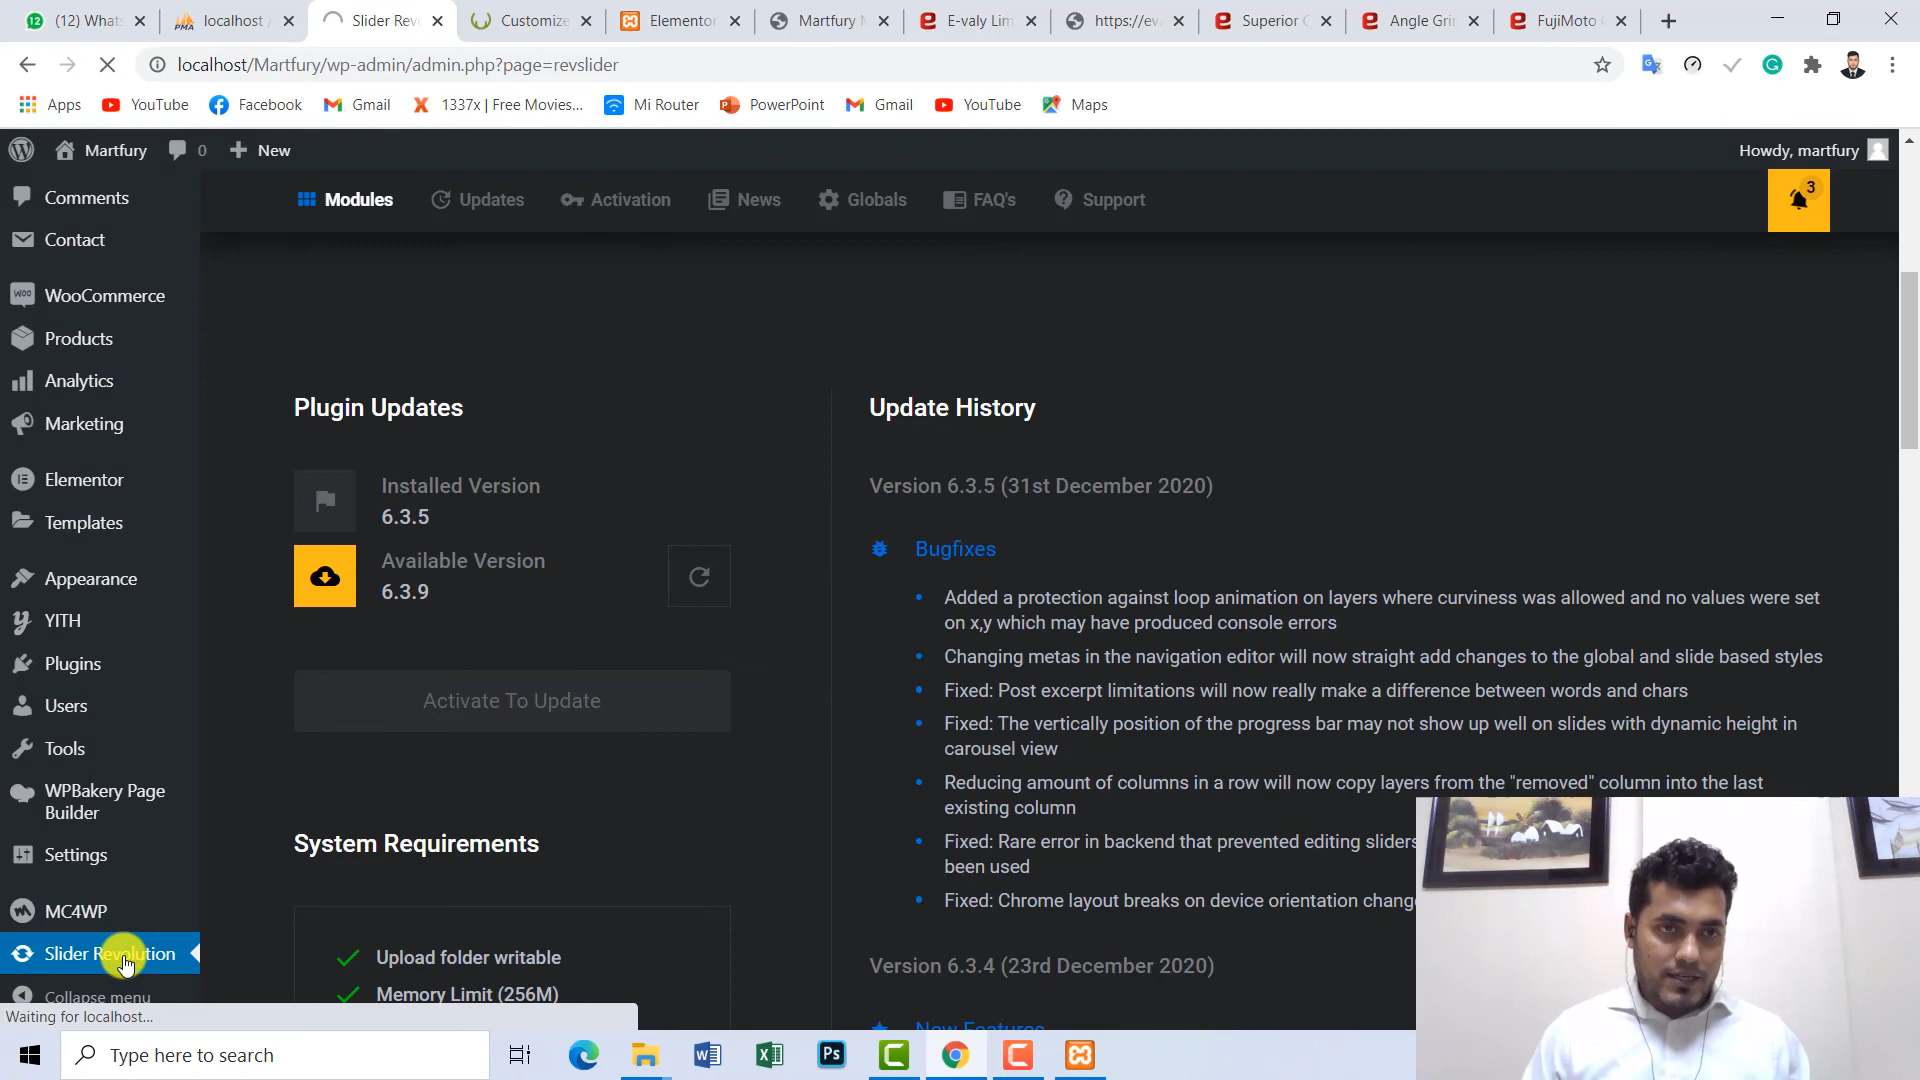 (12) Whats
localhost /
Slider Revo
Customize
Elementor
Martfury M
E-valy Lim
https://ev
Superior G
Angle Grin
FujiMoto
localhost/Martfury/wp-admin/admin.php?page=revslider
Apps
YouTube
Facebook
Gmail
1337x | Free Movies...
Mi Router
PowerPoint
Gmail
YouTube
Maps
Martfury
0
New
Howdy, martfury
Comments
Contact
WooCommerce
Products
Analytics
Marketing
Elementor
Templates
Appearance
YITH
Plugins
Users
Tools
WPBakery Page
Builder
Settings
MC4WP
Slider Revolution
Collapse menu
Waiting for localhost...
Modules
Updates
Activation
News
Globals
FAQ's
Support
3
Plugin Updates
Installed Version
6.3.5
Available Version
6.3.9
Activate To Update
System Requirements
Upload folder writable
Memory Limit (256M)
Update History
Version 6.3.5 (31st December 2020)
Bugfixes
Added a protection against loop animation on layers where curviness was allowed and no values were set
on x,y which may have produced console errors
Changing metas in the navigation editor will now straight add changes to the global and slide based styles
Fixed: Post excerpt limitations will now really make a difference between words and chars
Fixed: The vertically position of the progress bar may not show up well on slides with dynamic height in
carousel view
Reducing amount of columns in a row will now copy layers from the "removed" column into the last
existing column
Fixed: Rare error in backend that prevented editing sliders
been used
Fixed: Chrome layout breaks on device orientation change
Version 6.3.4 (23rd December 2020)
New Features
Type here to search